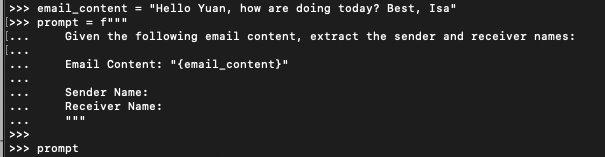 >>> email_content = "Hello Yuan, how are doing today? Best, Isa"
[>>> prompt = f"""
[...     Given the following email content, extract the sender and receiver names:
[...
...     Email Content: "{email_content}"
...
...     Sender Name:
...     Receiver Name:
...     """
>>>
>>> prompt